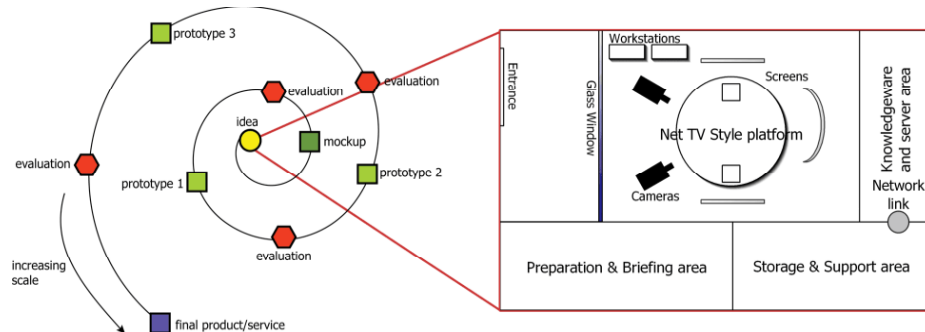 prototype 3
evaluation
evaluation
idea
mockup
evaluation
prototype 1
prototype 2
evaluation
increasing
scale
final product/service
Workstations
Screens
Entrance
Glass Window
Net TV Style platform
Cameras
Knowledgeware
and server area
Network
link
Preparation & Briefing area
Storage & Support area